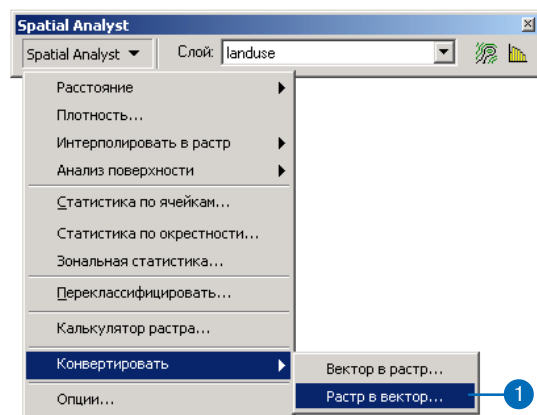 Spatial Analyst
Spatial Analyst Слой: landuse
Расстояние
Плотность...
Интерполировать в растр
Анализ поверхности
Статистика по ячейкам...
Статистика по окрестности...
Зональная статистика...
Переклассифицировать...
Калькулятор растра...
Конвертировать
Вектор в растр...
Опции...
Растр в вектор... 1